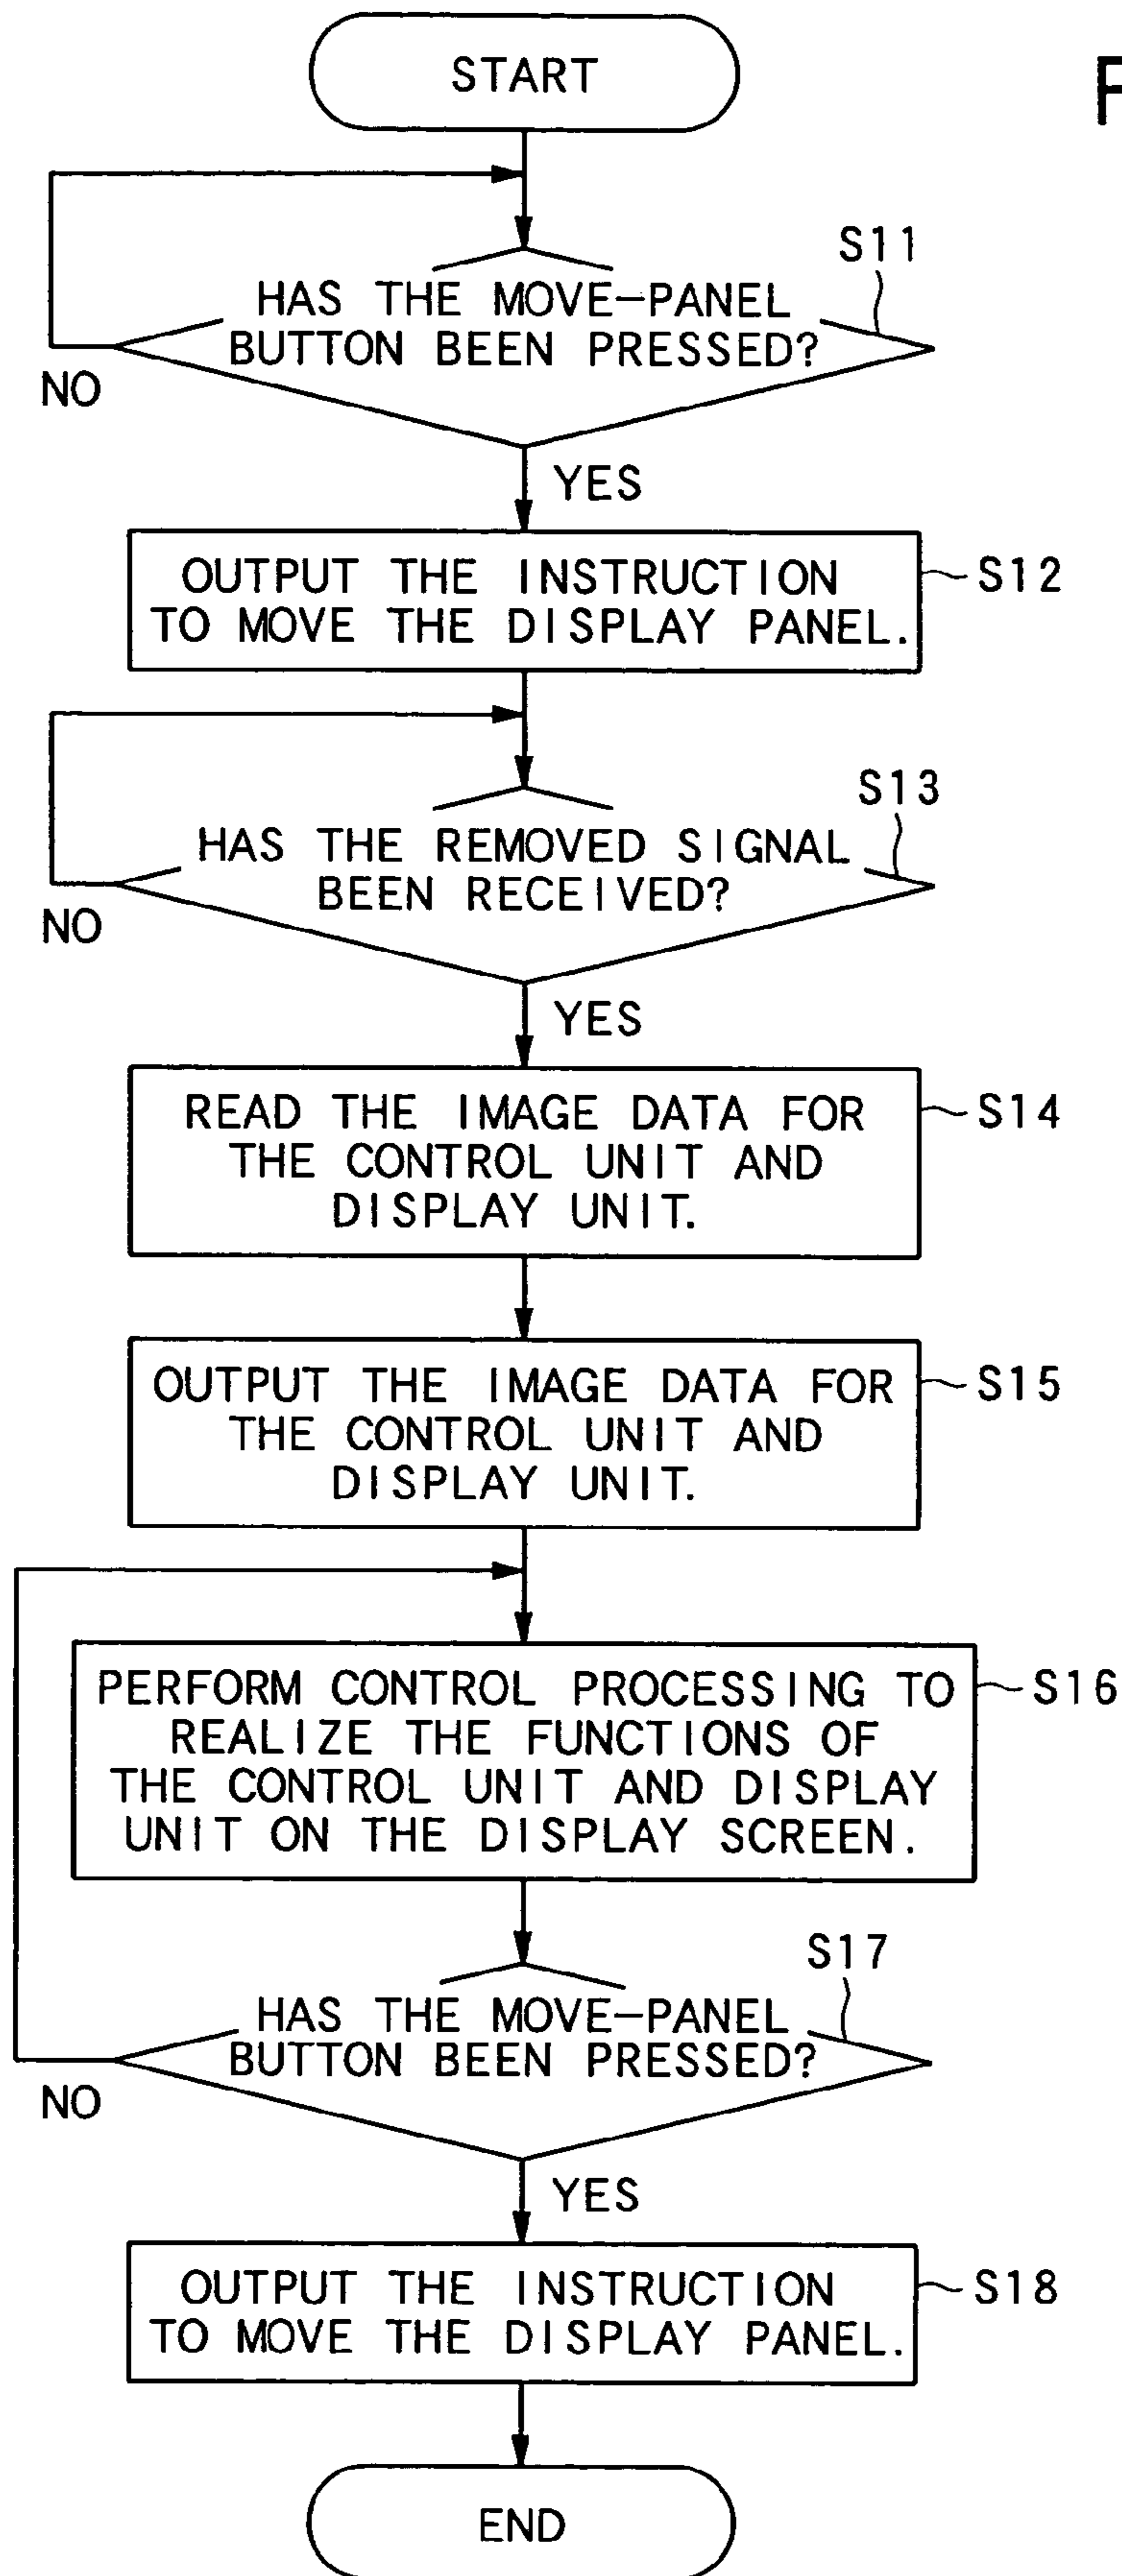 START
S11
HAS THE MOVE-PANEL
BUTTON BEEN PRESSED?
NO
YES
OUTPUT THE INSTRUCTION
TO MOVE THE DISPLAY PANEL.
S12
S13
HAS THE REMOVED SIGNAL
BEEN RECEIVED?
NO
YES
READ THE IMAGE DATA FOR
THE CONTROL UNIT AND
DISPLAY UNIT.
S14
OUTPUT THE IMAGE DATA FOR
THE CONTROL UNIT AND
DISPLAY UNIT.
S15
PERFORM CONTROL PROCESSING TO
REALIZE THE FUNCTIONS OF
THE CONTROL UNIT AND DISPLAY
UNIT ON THE DISPLAY SCREEN.
S16
S17
HAS THE MOVE-PANEL
BUTTON BEEN PRESSED?
NO
YES
OUTPUT THE INSTRUCTION
TO MOVE THE DISPLAY PANEL.
S18
END